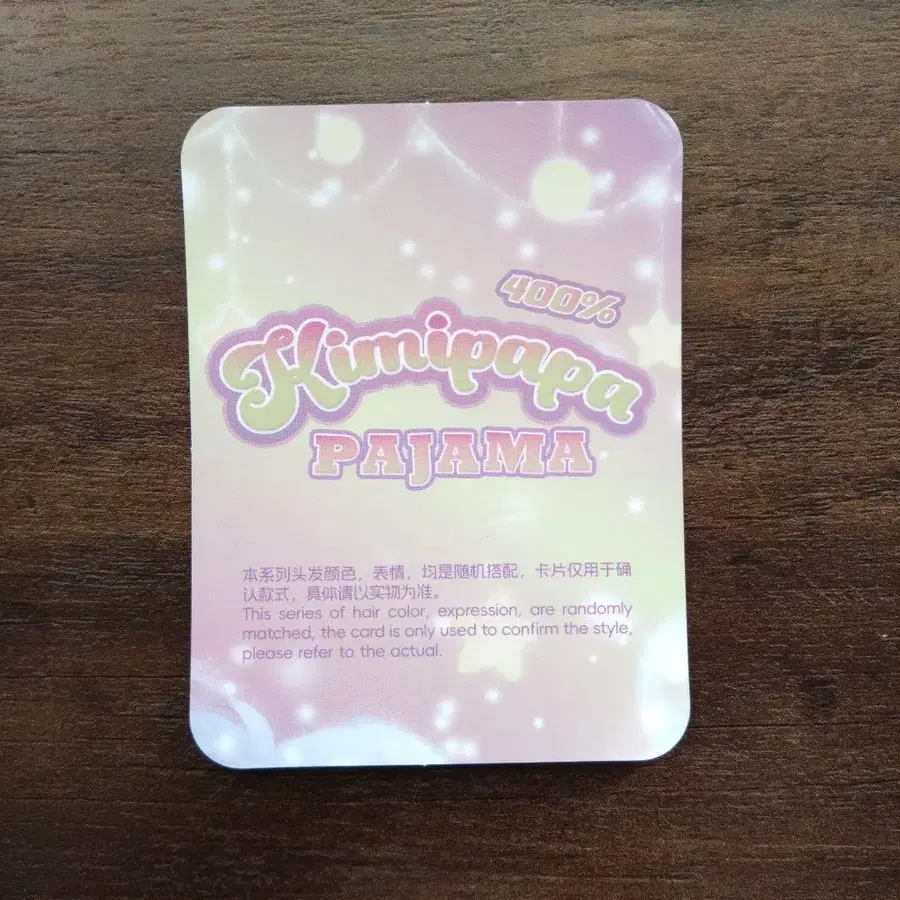 400%
Kimipapa
PAJAMA
本系列头发颜色，表情，均是随机搭配，卡片仅用于确
认款式，具体请以实物为准。
This series of hair color, expression, are randomly
matched, the card is only used to confirm the style,
please refer to the actual.